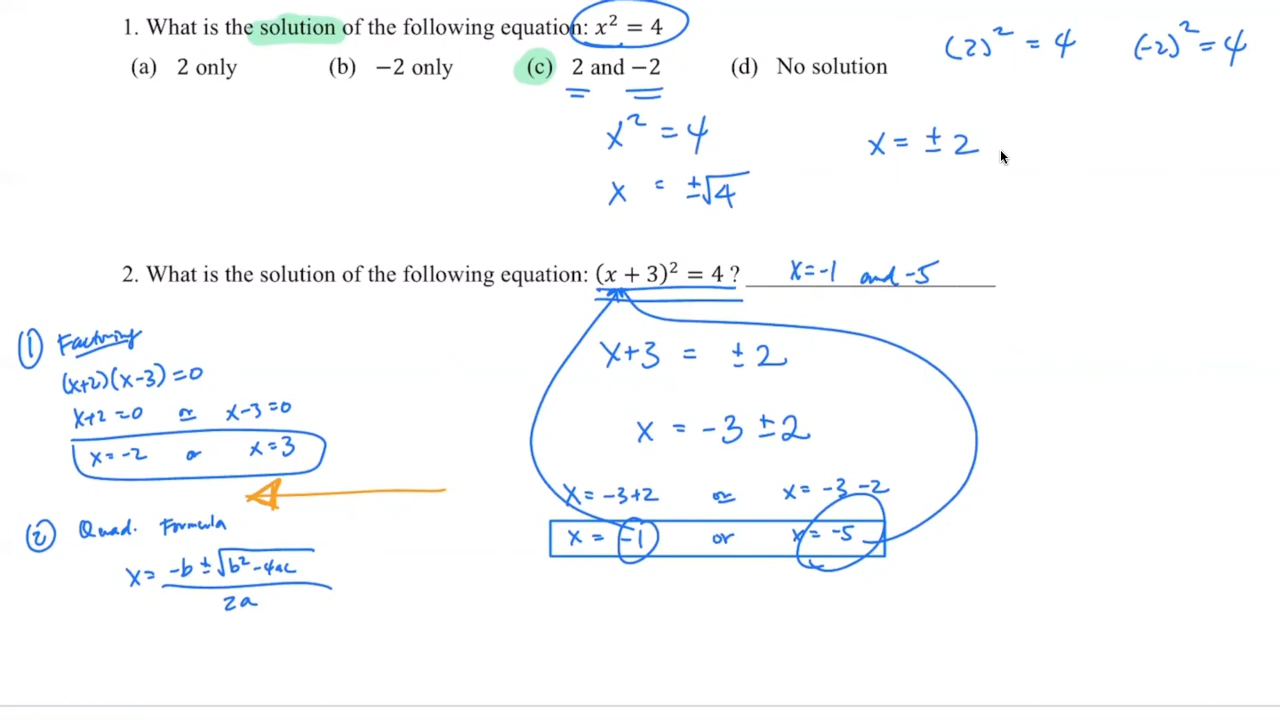 1. What is the solution of the following equation: x² = 4
(2)² = 4 (-2)² = 4
(a) 2 only (b) −2 only (c) 2 and −2 (d) No solution
x² = 4
x = ± 2
x = ±√4
2. What is the solution of the following equation: (x + 3)² = 4 ? x=-1 and -5
① Factoring
(x+2)(x-3) = 0
x+2 = 0 or x-3 = 0
x = -2 or x = 3
② Quad. Formula
x = (-b ± √(b² - 4ac)) / 2a
x+3 = ± 2
x = -3 ± 2
x = -3+2 or x = -3 -2
x = -1 or x = -5